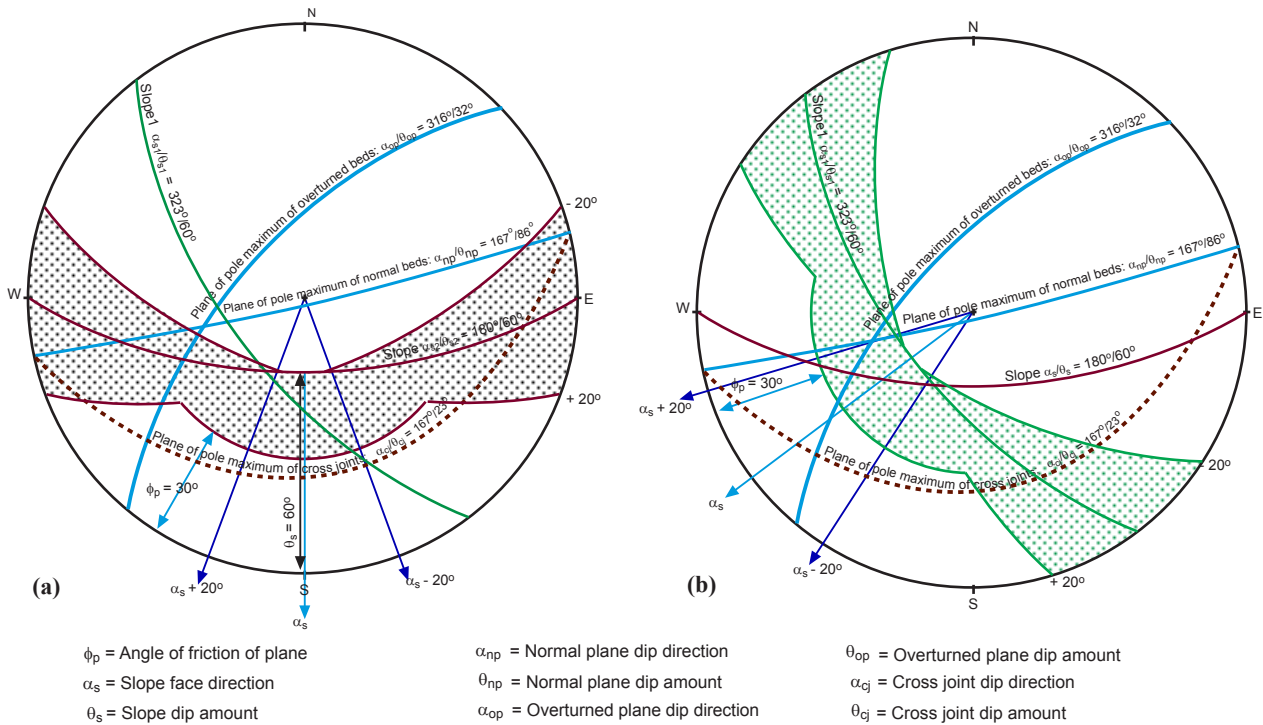 N
Slope1 αs1/θs1 = 323°/60°
Plane of pole maximum of overturned beds: αop/θop = 316°/32°
- 20°
Plane of pole maximum of normal beds: αnp/θnp = 167°/86°
W
E
Slope αs2/θs2 = 180°/60°
+ 20°
Plane of pole maximum of cross joints: αcj/θcj = 167°/23°
ϕp = 30°
θs = 60°
αs + 20°
αs - 20°
S
αs
(a)
N
Slope1 αs1/θs1 = 323°/60°
Plane of pole maximum of overturned beds: αop/θop = 316°/32°
Plane of pole maximum of normal beds: αnp/θnp = 167°/86°
W
E
Slope αs/θs = 180°/60°
ϕp = 30°
αs + 20°
Plane of pole maximum of cross joints: αcj/θcj = 167°/23°
- 20°
αs
αs - 20°
+ 20°
S
(b)
ϕp = Angle of friction of plane
αs = Slope face direction
θs = Slope dip amount
αnp = Normal plane dip direction
θnp = Normal plane dip amount
αop = Overturned plane dip direction
θop = Overturned plane dip amount
αcj = Cross joint dip direction
θcj = Cross joint dip amount